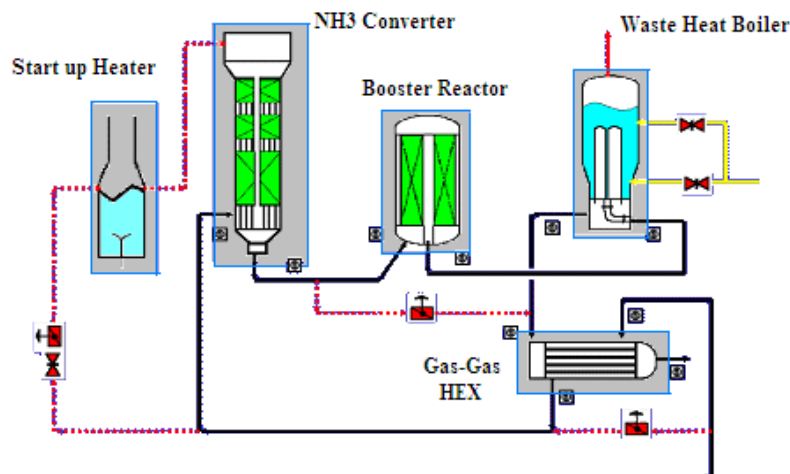 NH3 Converter
Waste Heat Boiler
Start up Heater
Booster Reactor
Gas-Gas
HEX